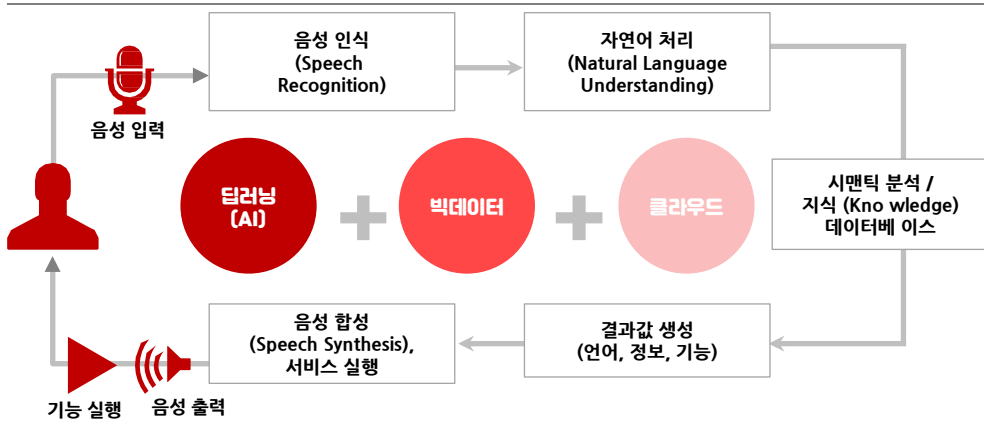 음성 인식
(Speech
Recognition)
자연어 처리
(Natural Language
Understanding)
음성 입력
딥러닝
(AI)
빅데이터
클라우드
시맨틱 분석 /
지식 (Kno wledge)
데이터베 이스
음성 합성
(Speech Synthesis),
서비스 실행
결과값 생성
(언어, 정보, 기능)
기능 실행
음성 출력